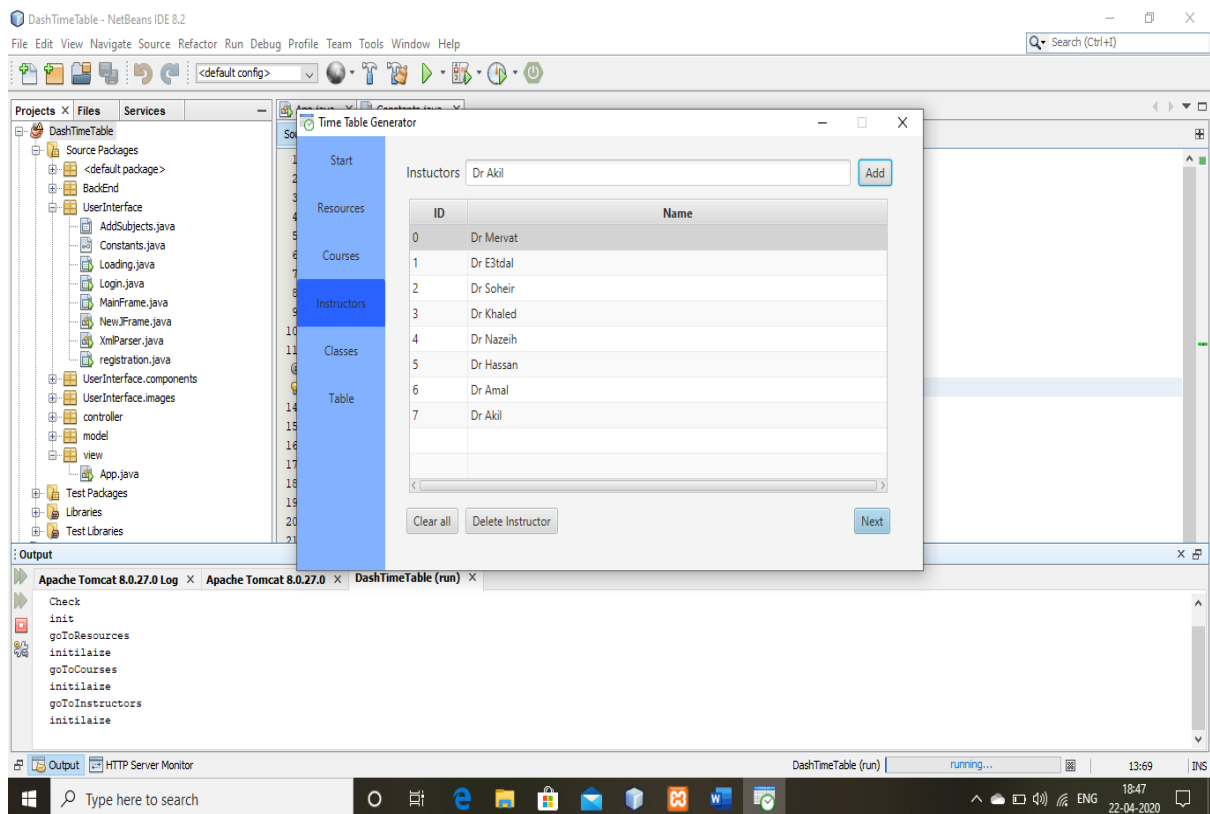 DashTimeTable - NetBeans IDE 8.2
File Edit View Navigate Source Refactor Run Debug Profile Team Tools Window Help
Search (Ctrl+I)
<default config>
Projects Files Services
App.java Constants.java
DashTimeTable
Source Packages
<default package>
BackEnd
UserInterface
AddSubjects.java
Constants.java
Loading.java
Login.java
MainFrame.java
NewJFrame.java
XmlParser.java
registration.java
UserInterface.components
UserInterface.images
controller
model
view
App.java
Test Packages
Libraries
Test Libraries
Time Table Generator
Start
Resources
Courses
Instructors
Classes
Table
Instuctors Dr Akil Add
ID Name
0 Dr Mervat
1 Dr E3tdal
2 Dr Soheir
3 Dr Khaled
4 Dr Nazeih
5 Dr Hassan
6 Dr Amal
7 Dr Akil
Clear all Delete Instructor Next
Output
Apache Tomcat 8.0.27.0 Log Apache Tomcat 8.0.27.0 DashTimeTable (run)
Check
init
goToResources
initilaize
goToCourses
initilaize
goToInstructors
initilaize
Output HTTP Server Monitor DashTimeTable (run) running... 13:69 INS
Type here to search ENG 18:47
22-04-2020